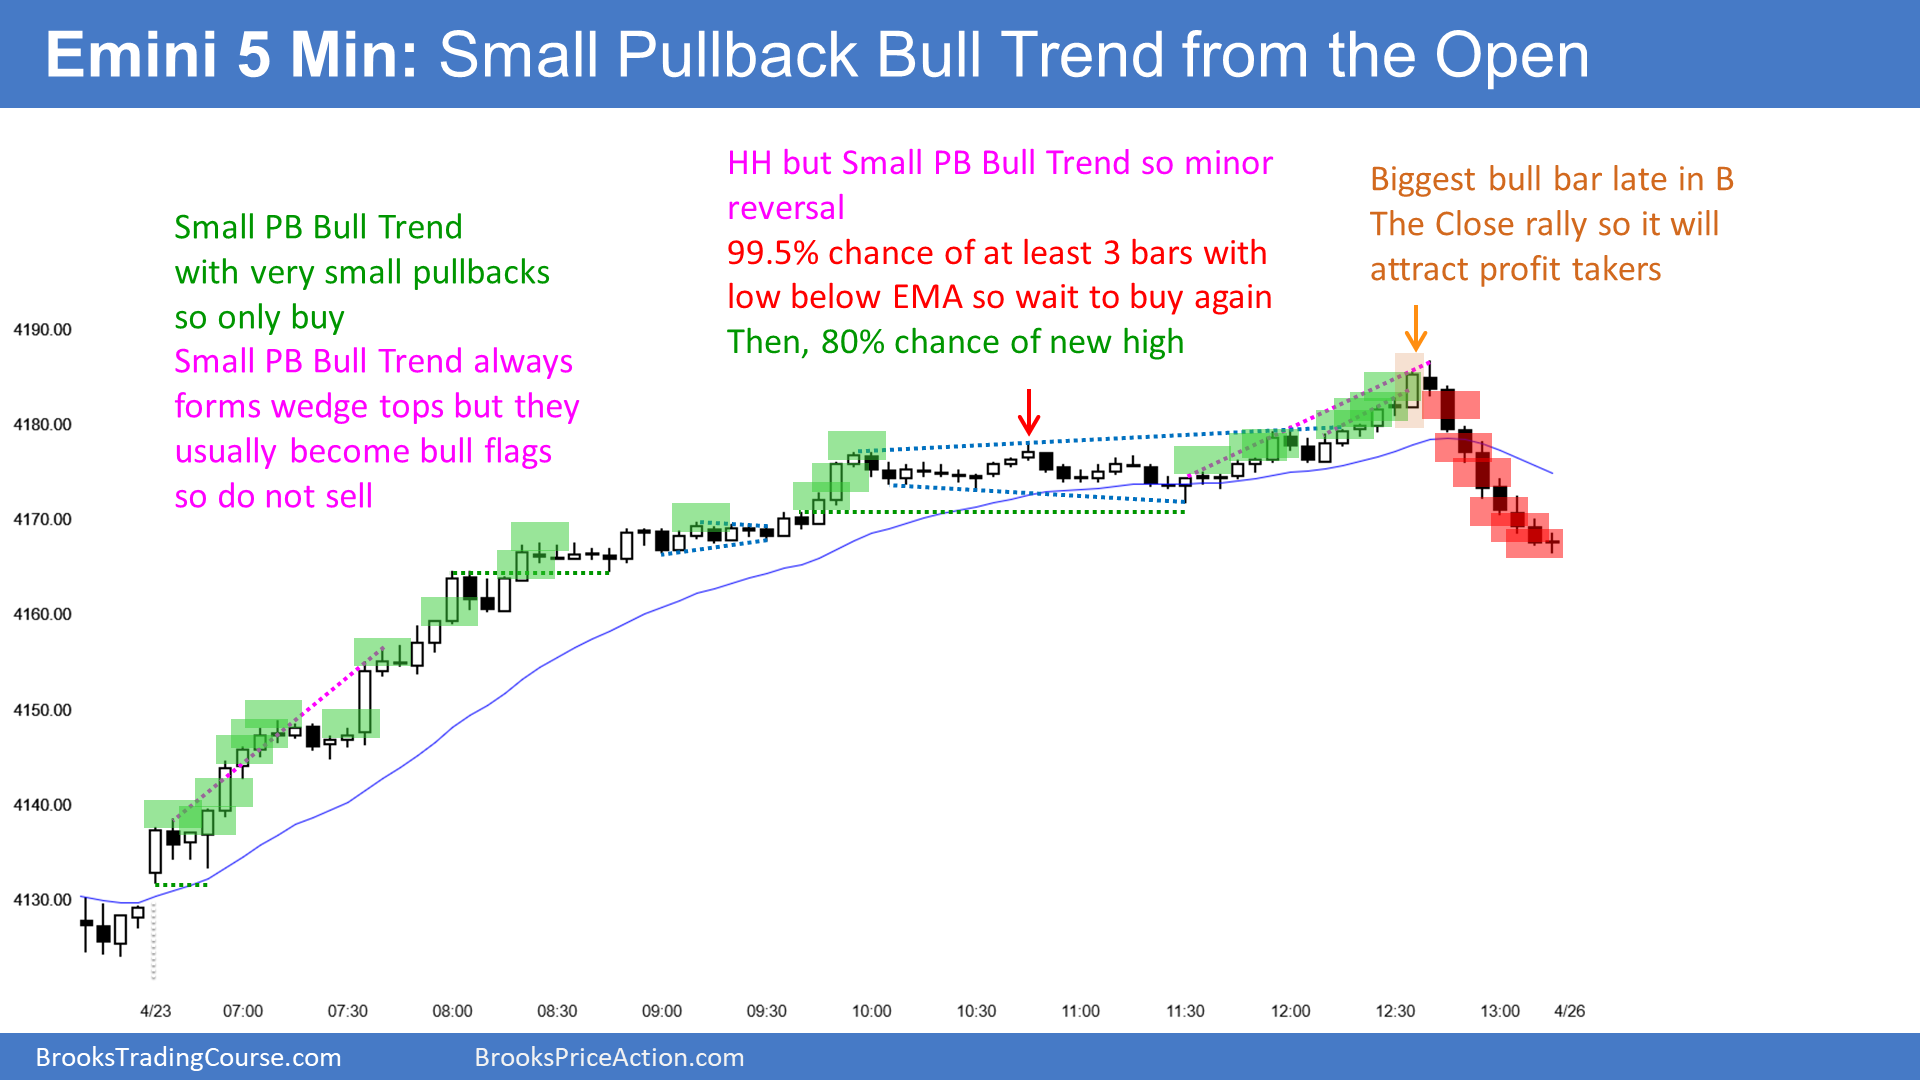 Emini 5 Min: Small Pullback Bull Trend from the Open
Small PB Bull Trend
with very small pullbacks
so only buy
Small PB Bull Trend always
forms wedge tops but they
usually become bull flags
so do not sell
HH but Small PB Bull Trend so minor
reversal
99.5% chance of at least 3 bars with
low below EMA so wait to buy again
Then, 80% chance of new high
Biggest bull bar late in B
The Close rally so it will
attract profit takers
4190.00
4180.00
4170.00
4160.00
4150.00
4140.00
4130.00
4/23 07:00 07:30 08:00 08:30 09:00 09:30 10:00 10:30 11:00 11:30 12:00 12:30 13:00 4/26
BrooksTradingCourse.com BrooksPriceAction.com